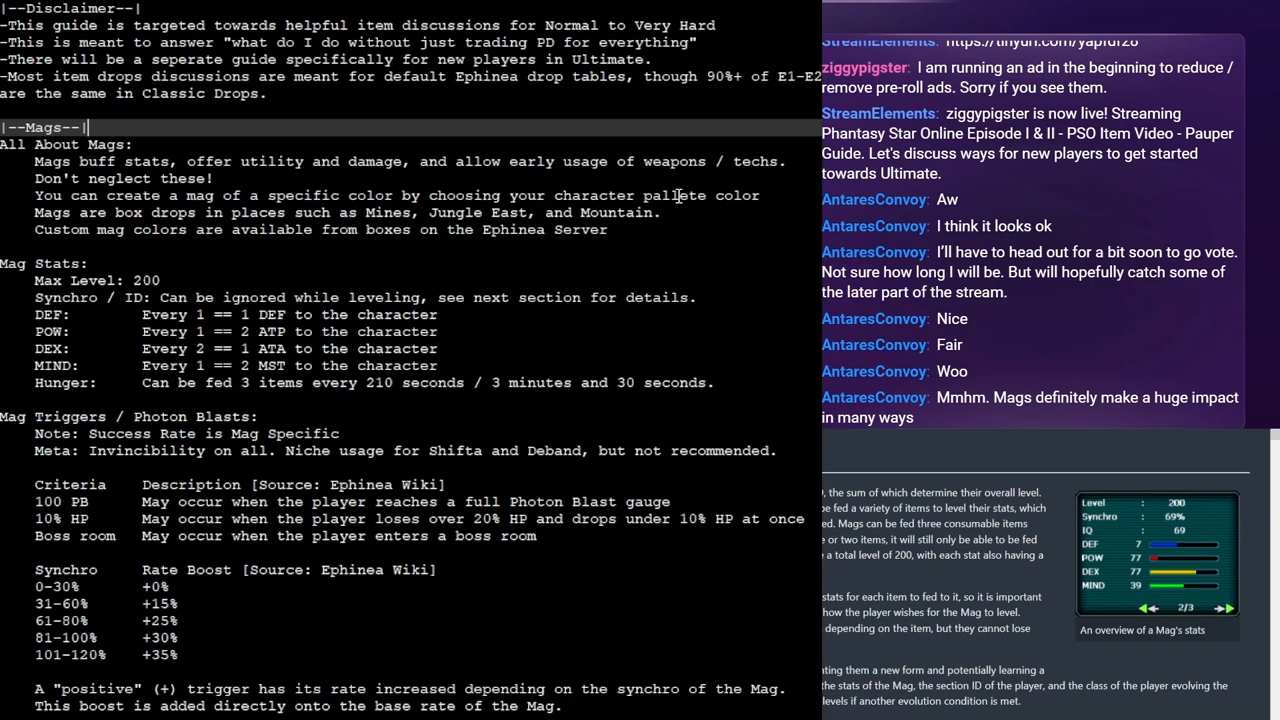 |--Disclaimer--|
-This guide is targeted towards helpful item discussions for Normal to Very Hard
-This is meant to answer "what do I do without just trading PD for everything"
-There will be a seperate guide specifically for new players in Ultimate.
-Most item drops discussions are meant for default Ephinea drop tables, though 90%+ of E1-E2
are the same in Classic Drops.
|--Mags--|
All About Mags:
Mags buff stats, offer utility and damage, and allow early usage of weapons / techs.
Don't neglect these!
You can create a mag of a specific color by choosing your character pallete color
Mags are box drops in places such as Mines, Jungle East, and Mountain.
Custom mag colors are available from boxes on the Ephinea Server
Mag Stats:
Max Level: 200
Synchro / ID: Can be ignored while leveling, see next section for details.
DEF: Every 1 == 1 DEF to the character
POW: Every 1 == 2 ATP to the character
DEX: Every 2 == 1 ATA to the character
MIND: Every 1 == 2 MST to the character
Hunger: Can be fed 3 items every 210 seconds / 3 minutes and 30 seconds.
Mag Triggers / Photon Blasts:
Note: Success Rate is Mag Specific
Meta: Invincibility on all. Niche usage for Shifta and Deband, but not recommended.
Criteria Description [Source: Ephinea Wiki]
100 PB May occur when the player reaches a full Photon Blast gauge
10% HP May occur when the player loses over 20% HP and drops under 10% HP at once
Boss room May occur when the player enters a boss room
Synchro Rate Boost [Source: Ephinea Wiki]
0-30% +0%
31-60% +15%
61-80% +25%
81-100% +30%
101-120% +35%
A "positive" (+) trigger has its rate increased depending on the synchro of the Mag.
This boost is added directly onto the base rate of the Mag.
StreamElements: https://tinyurl.com/yapfdf26
ziggypigster: I am running an ad in the beginning to reduce /
remove pre-roll ads. Sorry if you see them.
StreamElements: ziggypigster is now live! Streaming
Phantasy Star Online Episode I & II - PSO Item Video - Pauper
Guide. Let's discuss ways for new players to get started
towards Ultimate.
AntaresConvoy: Aw
AntaresConvoy: I think it looks ok
AntaresConvoy: I'll have to head out for a bit soon to go vote.
Not sure how long I will be. But will hopefully catch some of
the later part of the stream.
AntaresConvoy: Nice
AntaresConvoy: Fair
AntaresConvoy: Woo
AntaresConvoy: Mmhm. Mags definitely make a huge impact
in many ways
, the sum of which determine their overall level.
be fed a variety of items to level their stats, which
ed. Mags can be fed three consumable items
e or two items, it will still only be able to be fed
a total level of 200, with each stat also having a
stats for each item to fed to it, so it is important
how the player wishes for the Mag to level.
depending on the item, but they cannot lose
nting them a new form and potentially learning a
the stats of the Mag, the section ID of the player, and the class of the player evolving the
levels if another evolution condition is met.
Level : 200
Synchro : 69%
IQ : 69
DEF 7
POW 77
DEX 77
MIND 39
2/3
An overview of a Mag's stats